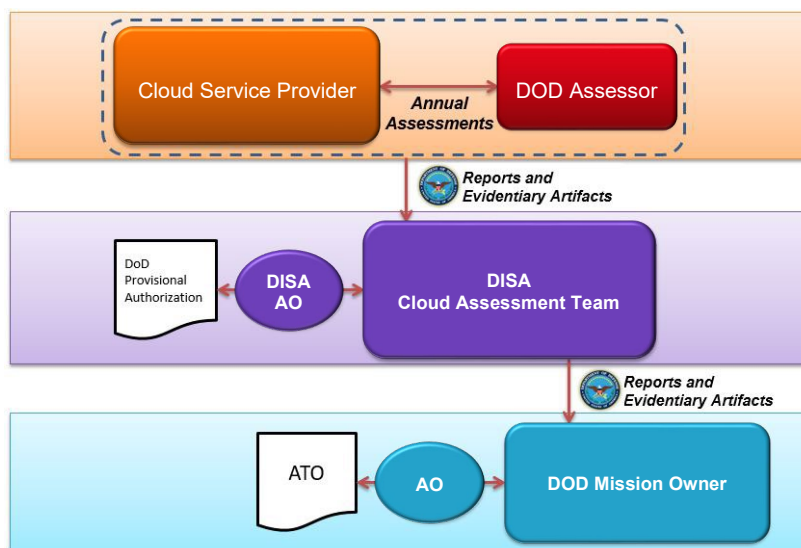 Cloud Service Provider
Annual
Assessments
DOD Assessor
Reports and
Evidentiary Artifacts
DoD
Provisional
Authorization
DISA
AO
DISA
Cloud Assessment Team
Reports and
Evidentiary Artifacts
ATO
AO
DOD Mission Owner